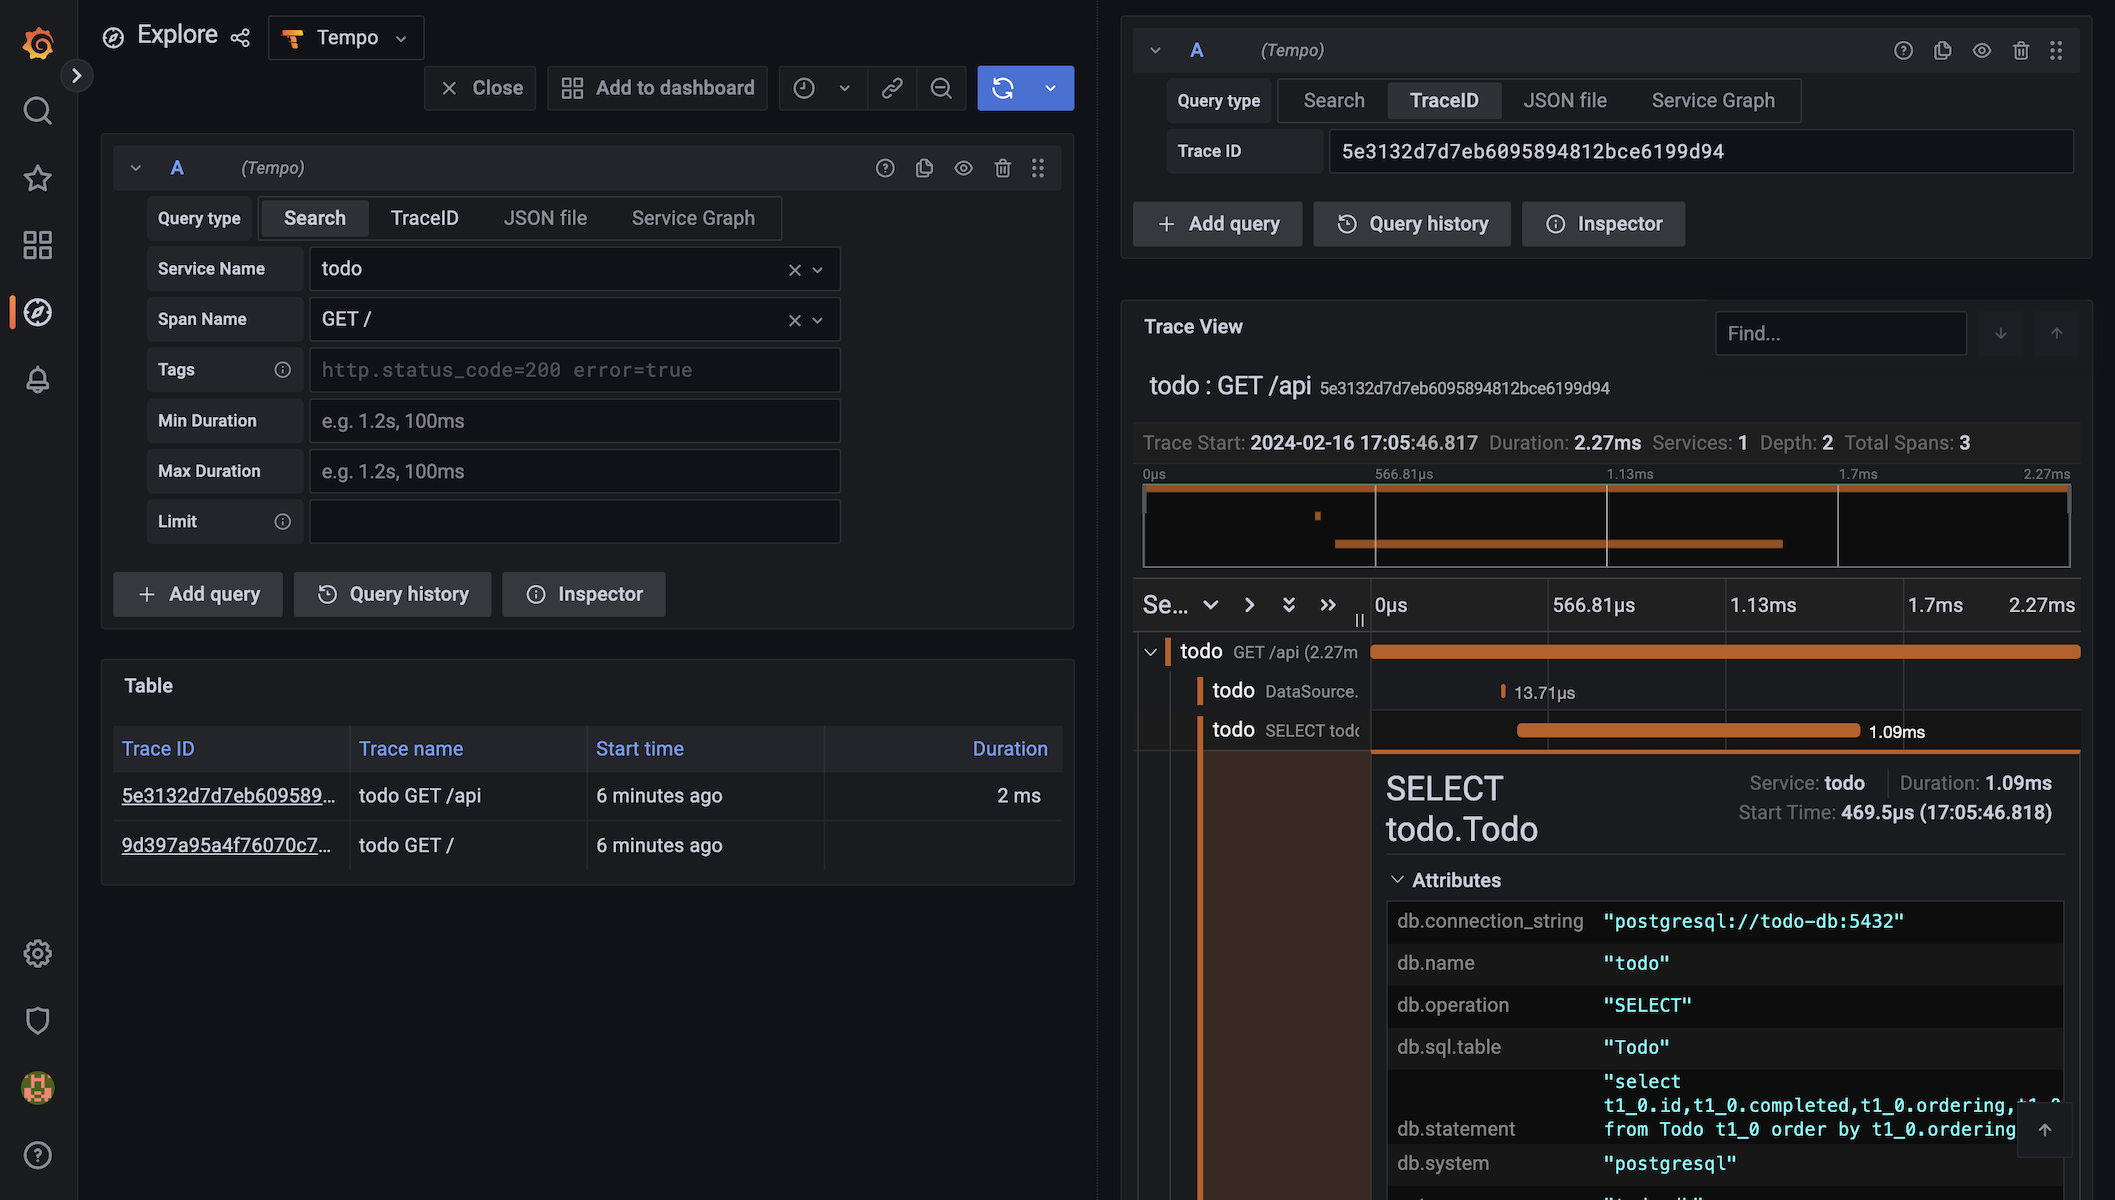 Explore
Tempo
Close
Add to dashboard
A (Tempo)
Query type Search TraceID JSON file Service Graph
Service Name todo
Span Name GET /
Tags http.status_code=200 error=true
Min Duration e.g. 1.2s, 100ms
Max Duration e.g. 1.2s, 100ms
Limit
+ Add query Query history Inspector
Table
Trace ID Trace name Start time Duration
5e3132d7d7eb609589... todo GET /api 6 minutes ago 2 ms
9d397a95a4f76070c7... todo GET / 6 minutes ago
A (Tempo)
Query type Search TraceID JSON file Service Graph
Trace ID 5e3132d7d7eb6095894812bce6199d94
+ Add query Query history Inspector
Trace View Find...
todo : GET /api 5e3132d7d7eb6095894812bce6199d94
Trace Start: 2024-02-16 17:05:46.817 Duration: 2.27ms Services: 1 Depth: 2 Total Spans: 3
0μs 566.81μs 1.13ms 1.7ms 2.27ms
Se... 0μs 566.81μs 1.13ms 1.7ms 2.27ms
todo GET /api (2.27m
todo DataSource. 13.71μs
todo SELECT todo 1.09ms
SELECT
todo.Todo
Service: todo Duration: 1.09ms
Start Time: 469.5μs (17:05:46.818)
Attributes
db.connection_string "postgresql://todo-db:5432"
db.name "todo"
db.operation "SELECT"
db.sql.table "Todo"
db.statement "select
t1_0.id,t1_0.completed,t1_0.ordering,
from Todo t1_0 order by t1_0.ordering
db.system "postgresql"